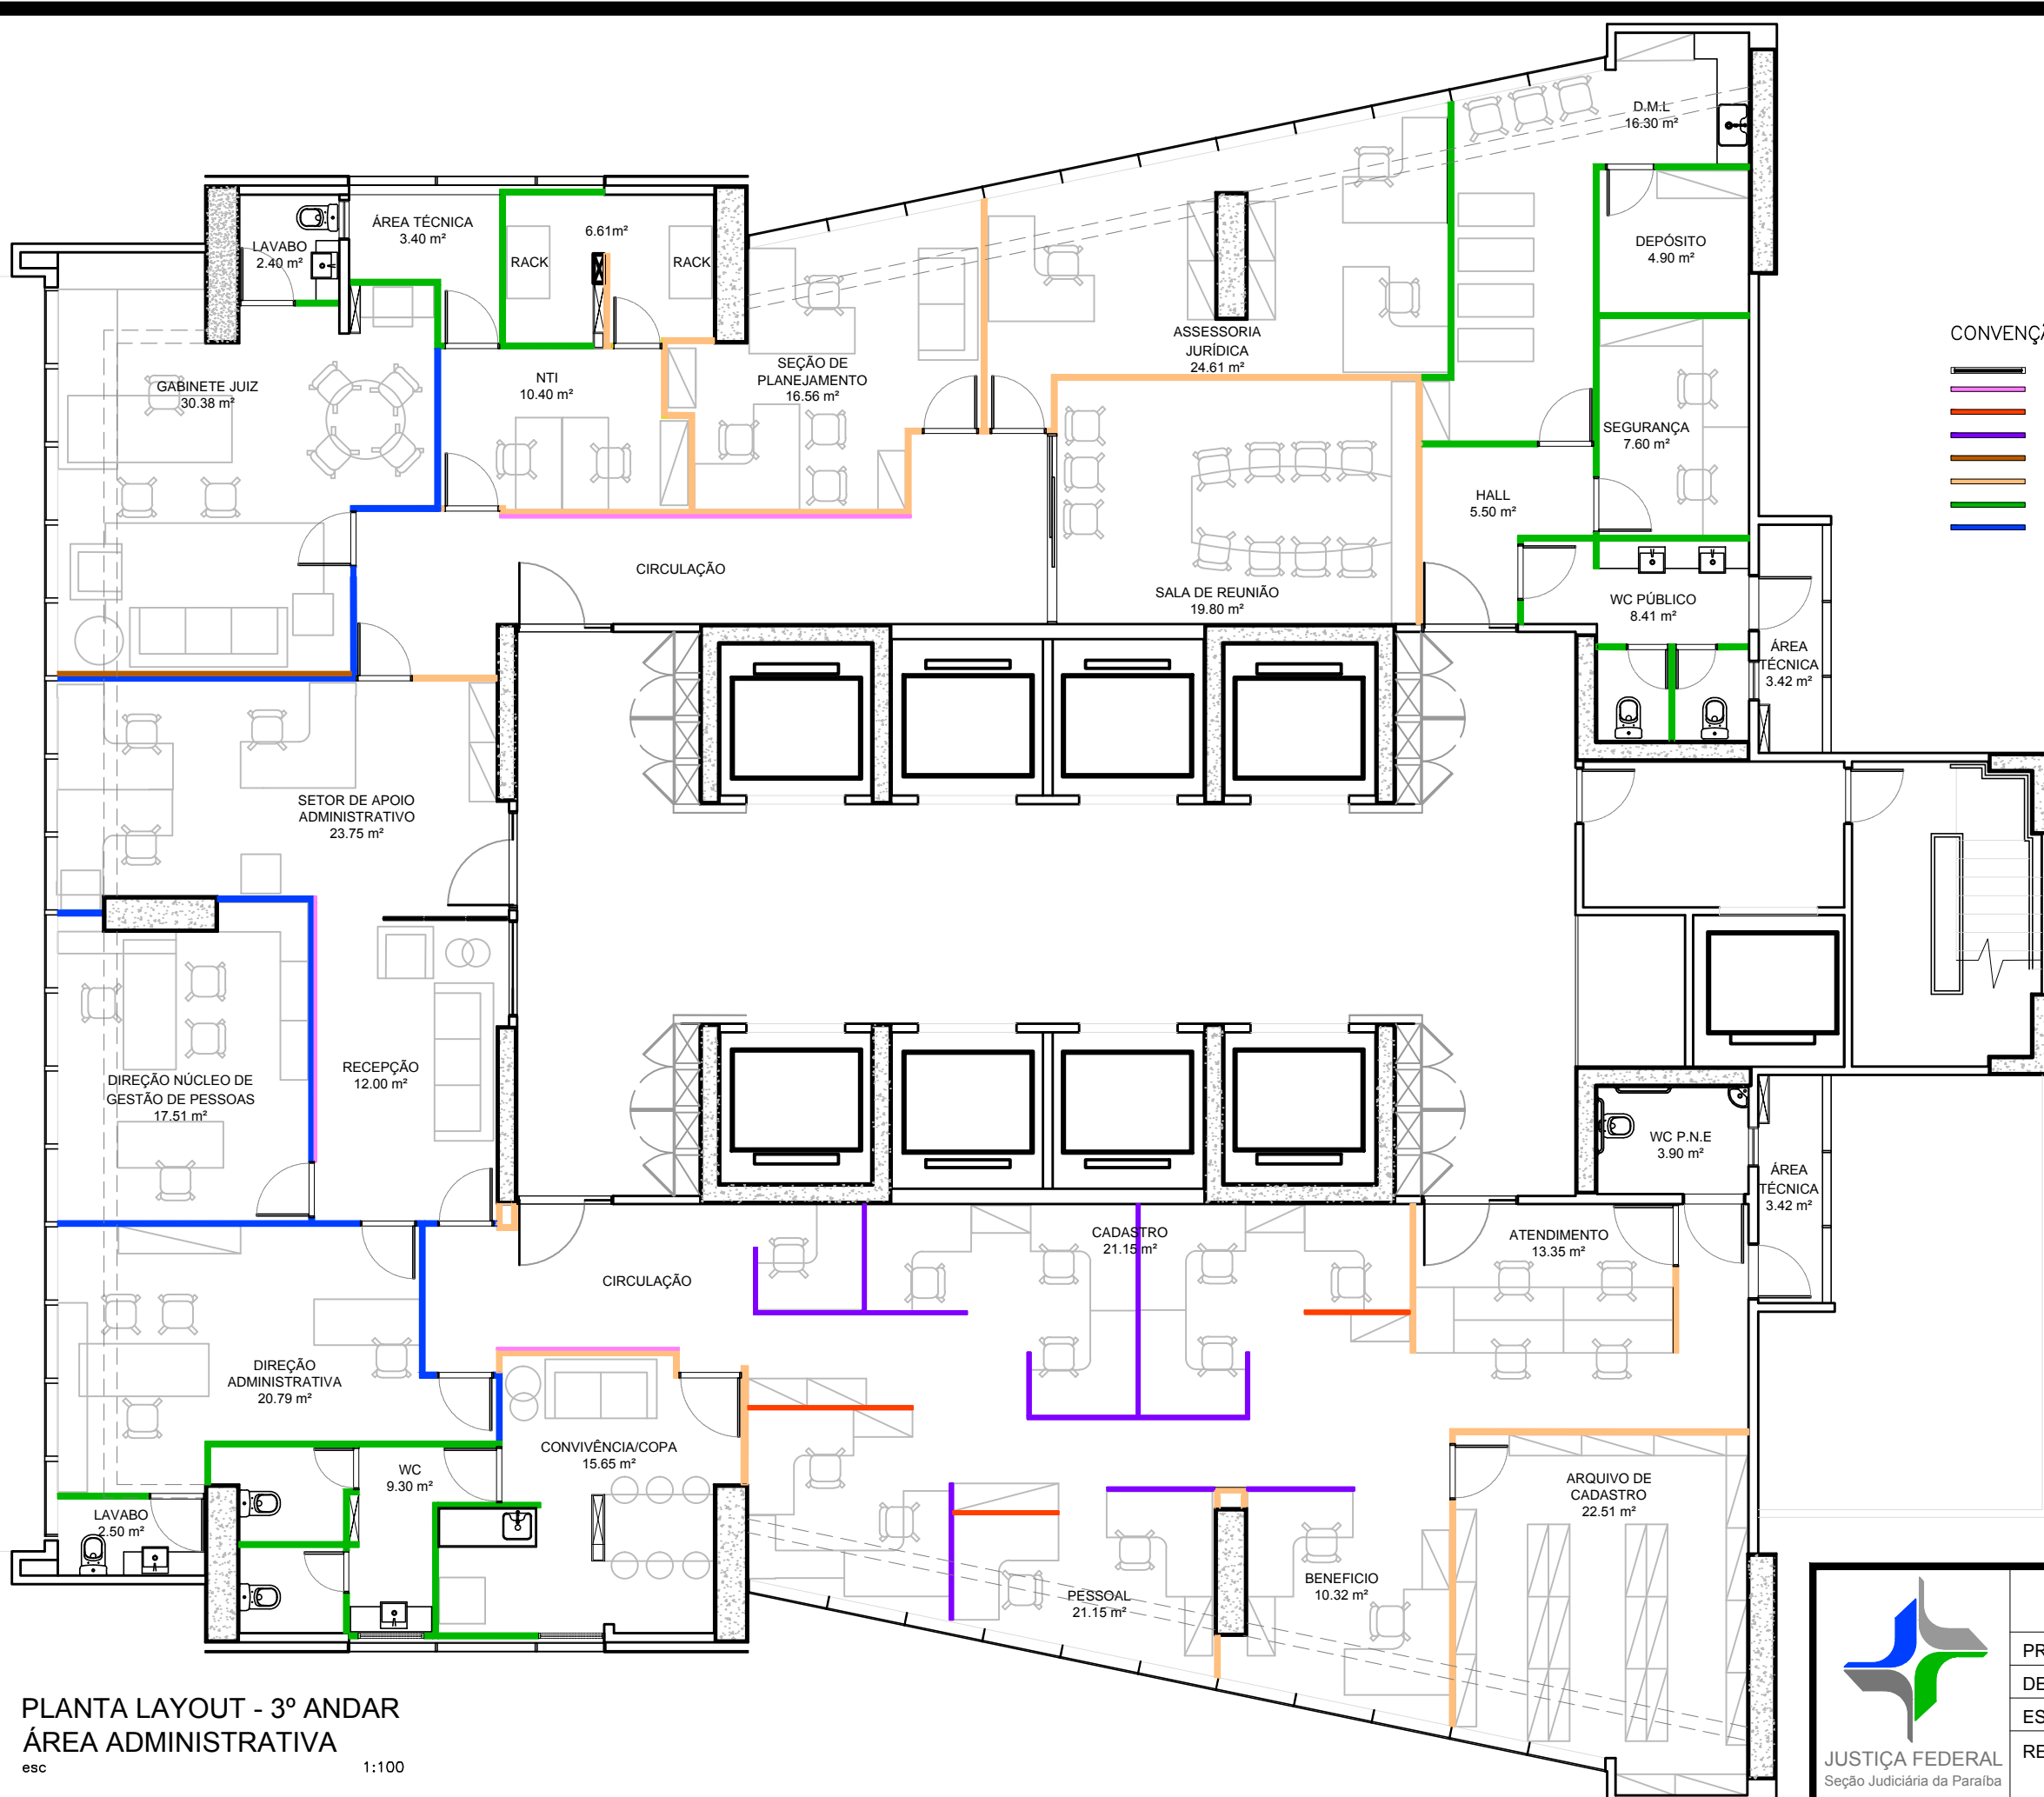 D.M.L
16.30 m²
LAVABO
2.40 m²
ÁREA TÉCNICA
3.40 m²
6.61m²
RACK
RACK
DEPÓSITO
4.90 m²
ASSESSORIA
JURÍDICA
24.61 m²
CONVENÇÃ
GABINETE JUIZ
30.38 m²
NTI
10.40 m²
SEÇÃO DE
PLANEJAMENTO
16.56 m²
SEGURANÇA
7.60 m²
HALL
5.50 m²
CIRCULAÇÃO
SALA DE REUNIÃO
19.80 m²
WC PÚBLICO
8.41 m²
ÁREA
TÉCNICA
3.42 m²
SETOR DE APOIO
ADMINISTRATIVO
23.75 m²
RECEPÇÃO
12.00 m²
DIREÇÃO NÚCLEO DE
GESTÃO DE PESSOAS
17.51 m²
WC P.N.E
3.90 m²
ÁREA
TÉCNICA
3.42 m²
CADASTRO
21.15 m²
ATENDIMENTO
13.35 m²
CIRCULAÇÃO
DIREÇÃO
ADMINISTRATIVA
20.79 m²
CONVIVÊNCIA/COPA
15.65 m²
WC
9.30 m²
ARQUIVO DE
CADASTRO
22.51 m²
LAVABO
2.50 m²
PESSOAL
21.15 m²
BENEFICIO
10.32 m²
PLANTA LAYOUT - 3º ANDAR
ÁREA ADMINISTRATIVA
esc 1:100
JUSTIÇA FEDERAL
Seção Judiciária da Paraíba
PR
DE
ES
RE